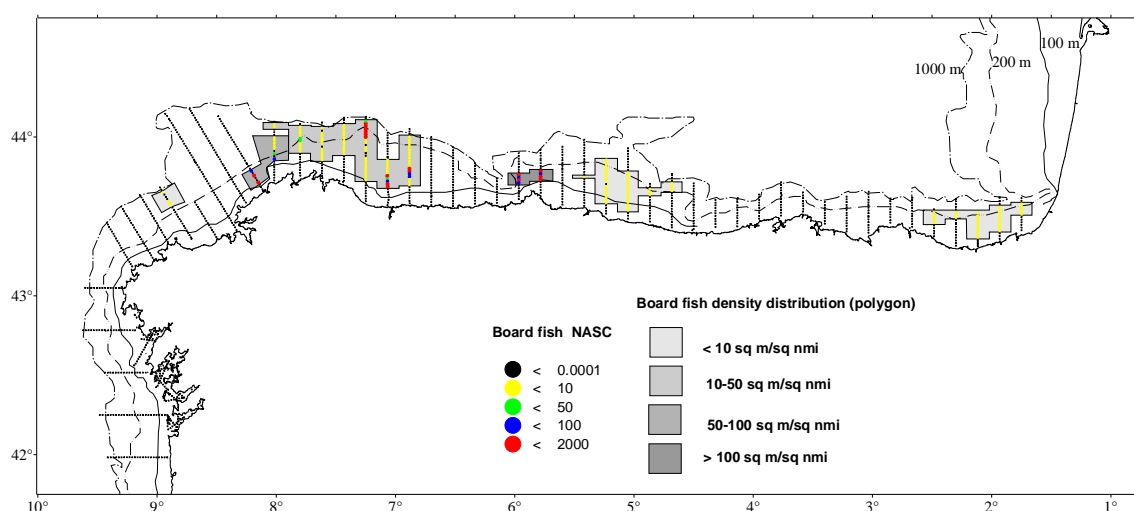 100 m
200 m
1000 m
44°
43°
42°
Board fish density distribution (polygon)
Board fish NASC
< 10 sq m/sq nmi
< 0.0001
10-50 sq m/sq nmi
< 10
< 50
50-100 sq m/sq nmi
< 100
< 2000
> 100 sq m/sq nmi
10° 9° 8° 7° 6° 5° 4° 3° 2° 1°